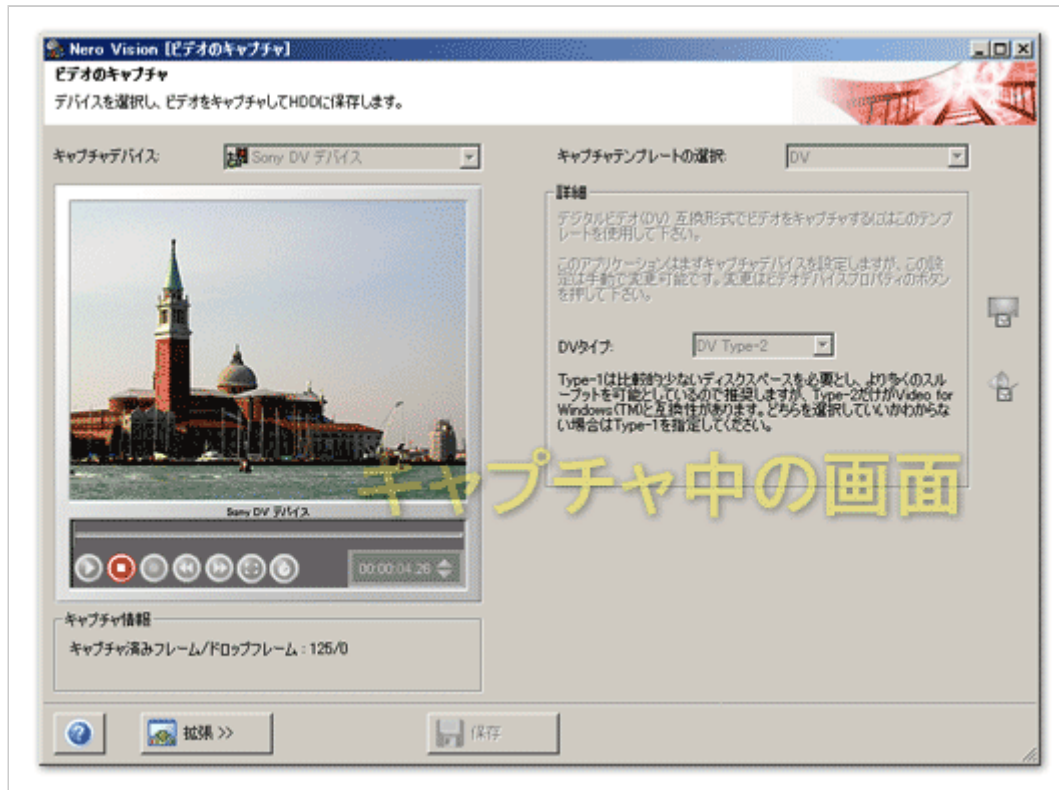 Nero Vision [ビデオのキャプチャ]
ビデオのキャプチャ
デバイスを選択し、ビデオをキャプチャしてHDDに保存します。
キャプチャデバイス:
Sony DV デバイス
キャプチャテンプレートの選択:
DV
詳細
デジタルビデオ(DV) 互換形式でビデオをキャプチャするにはこのテンプ
レートを使用して下さい。
このアプリケーションはまずキャプチャデバイスを設定しますが、この設
定は手動で変更可能です。変更はビデオデバイスプロパティのボタン
を押して下さい。
DVタイプ:
DV Type-2
Type-1は比較的少ないディスクスペースを必要とし、より多くのスル
ープットを可能としているので推奨しますが、Type-2だけがVideo for
Windows(TM)と互換性があります。どちらを選択していいかわからな
い場合はType-1を指定してください。
キャプチャ中の画面
Sony DV デバイス
00:00:04.26
キャプチャ情報
キャプチャ済みフレーム/ドロップフレーム : 125/0
拡張 >>
保存